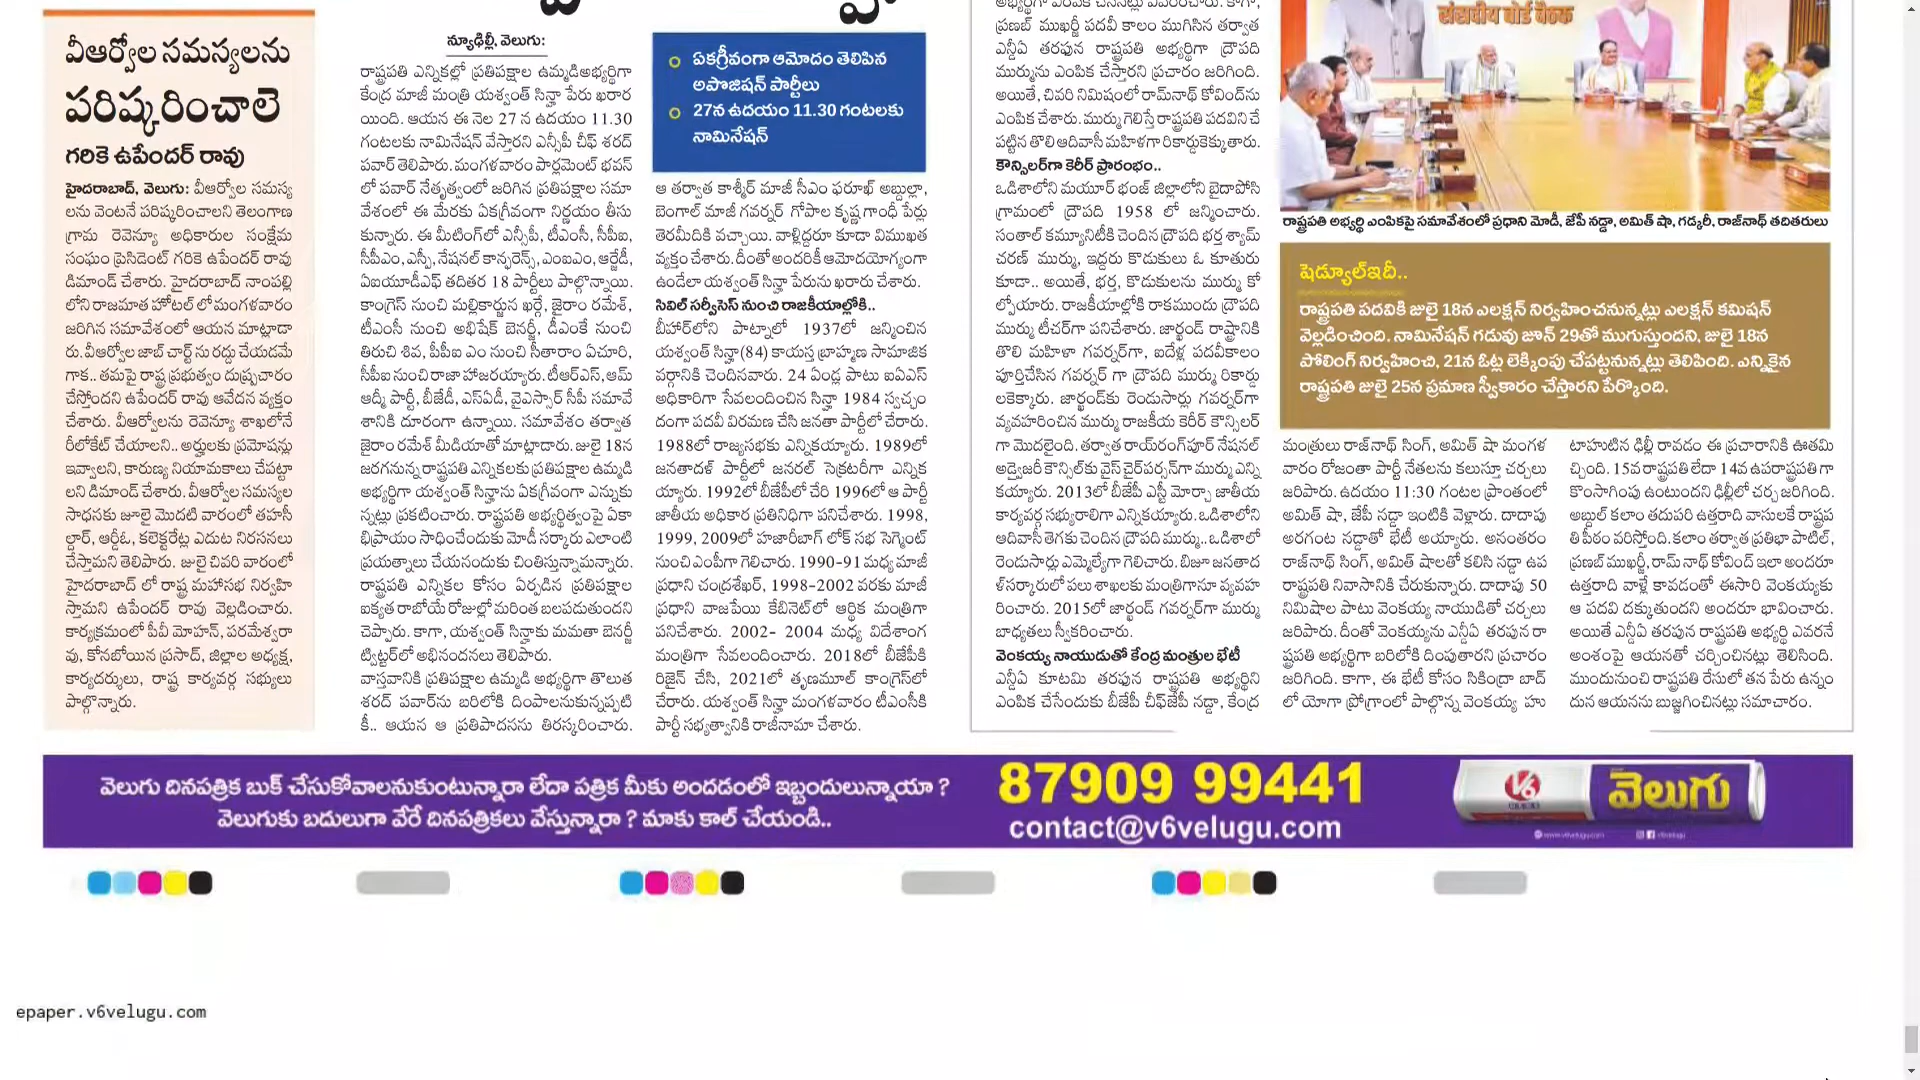 వీఆర్వోల సమస్యలను
పరిష్కరించాలె
గరికె ఉపేందర్ రావు
హైదరాబాద్, వెలుగు: వీఆర్వోల సమస్య
లను వెంటనే పరిష్కరించాలని తెలంగాణ
గ్రామ రెవెన్యూ అధికారుల సంక్షేమ
సంఘం ప్రెసిడెంట్ గరికె ఉపేందర్ రావు
డిమాండ్ చేశారు. హైదరాబాద్ నాంపల్లి
లోని రాజమాత హోటల్ లో మంగళవారం
జరిగిన సమావేశంలో ఆయన మాట్లాడా
రు. వీఆర్వోల జాబ్ చార్ట్ ను రద్దు చేయడమే
గాక.. తమపై రాష్ట్ర ప్రభుత్వం దుష్ప్రచారం
చేస్తోందని ఉపేందర్ రావు ఆవేదన వ్యక్తం
చేశారు. వీఆర్వోలను రెవెన్యూ శాఖలోనే
రీలోకేట్ చేయాలని.. అర్హులకు ప్రమోషన్లు
ఇవ్వాలని, కారుణ్య నియామకాలు చేపట్టా
లని డిమాండ్ చేశారు. వీఆర్వోల సమస్యల
సాధనకు జూలై మొదటి వారంలో తహసీ
ల్దార్, ఆర్డీఓ, కలెక్టరేట్ల ఎదుట నిరసనలు
చేస్తామని తెలిపారు. జులై చివరి వారంలో
హైదరాబాద్ లో రాష్ట్ర మహాసభ నిర్వహి
స్తామని ఉపేందర్ రావు వెల్లడించారు.
కార్యక్రమంలో పీవీ మోహన్, పరమేశ్వరా
వు, కోనబోయిన ప్రసాద్, జిల్లాల అధ్యక్ష,
కార్యదర్శులు, రాష్ట్ర కార్యవర్గ సభ్యులు
పాల్గొన్నారు.
న్యూఢిల్లీ, వెలుగు:
రాష్ట్రపతి ఎన్నికల్లో ప్రతిపక్షాల ఉమ్మడి అభ్యర్థిగా
కేంద్ర మాజీ మంత్రి యశ్వంత్ సిన్హా పేరు ఖరార
యింది. ఆయన ఈ నెల 27 న ఉదయం 11.30
గంటలకు నామినేషన్ వేస్తారని ఎన్సీపీ చీఫ్ శరద్
పవార్ తెలిపారు. మంగళవారం పార్లమెంట్ భవన్
లో పవార్ నేతృత్వంలో జరిగిన ప్రతిపక్షాల సమా
వేశంలో ఈ మేరకు ఏకగ్రీవంగా నిర్ణయం తీసు
కున్నారు. ఈ మీటింగ్‌లో ఎన్సీపీ, టీఎంసీ, సీపీఐ,
సీపీఎం, ఎస్పీ, నేషనల్ కాన్ఫరెన్స్, ఎంఐఎం, ఆర్జేడీ,
ఏఐయూడీఎఫ్ తదితర 18 పార్టీలు పాల్గొన్నాయి.
కాంగ్రెస్ నుంచి మల్లికార్జున ఖర్గే, జైరాం రమేశ్,
టీఎంసీ నుంచి అభిషేక్ బెనర్జీ, డీఎంకే నుంచి
తిరుచి శివ, పీపీఐ ఎం నుంచి సీతారాం ఏచూరి,
సీపీఐ నుంచి రాజా హాజరయ్యారు. టీఆర్ఎస్, ఆమ్
ఆద్మీ పార్టీ, బీజేడీ, ఎస్ఏడీ, వైఎస్సార్ సీపీ సమావే
శానికి దూరంగా ఉన్నాయి. సమావేశం తర్వాత
జైరాం రమేశ్ మీడియాతో మాట్లాడారు. జులై 18న
జరగనున్న రాష్ట్రపతి ఎన్నికలకు ప్రతిపక్షాల ఉమ్మడి
అభ్యర్థిగా యశ్వంత్ సిన్హాను ఏకగ్రీవంగా ఎన్నుకు
న్నట్లు ప్రకటించారు. రాష్ట్రపతి అభ్యర్థిత్వంపై ఏకా
భిప్రాయం సాధించేందుకు మోడీ సర్కారు ఎలాంటి
ప్రయత్నాలు చేయనందుకు చింతిస్తున్నామన్నారు.
రాష్ట్రపతి ఎన్నికల కోసం ఏర్పడిన ప్రతిపక్షాల
ఐక్యత రాబోయే రోజుల్లో మరింత బలపడుతుందని
చెప్పారు. కాగా, యశ్వంత్ సిన్హాకు మమతా బెనర్జీ
ట్విట్టర్‌లో అభినందనలు తెలిపారు.
వాస్తవానికి ప్రతిపక్షాల ఉమ్మడి అభ్యర్థిగా తొలుత
శరద్ పవార్‌ను బరిలోకి దింపాలనుకున్నప్పటి
కీ.. ఆయన ఆ ప్రతిపాదనను తిరస్కరించారు.
ఏకగ్రీవంగా ఆమోదం తెలిపిన
అపొజిషన్ పార్టీలు
27న ఉదయం 11.30 గంటలకు
నామినేషన్
ఆ తర్వాత కాశ్మీర్ మాజీ సీఎం ఫరూఖ్ అబ్దుల్లా,
బెంగాల్ మాజీ గవర్నర్ గోపాల కృష్ణ గాంధీ పేర్లు
తెరమీదికి వచ్చాయి. వాళ్లిద్దరూ కూడా విముఖత
వ్యక్తం చేశారు. దీంతో అందరికీ ఆమోదయోగ్యంగా
ఉండేలా యశ్వంత్ సిన్హా పేరును ఖరారు చేశారు.
సివిల్ సర్వీసెస్ నుంచి రాజకీయాల్లోకి..
బీహార్‌లోని పాట్నాలో 1937లో జన్మించిన
యశ్వంత్ సిన్హా(84) కాయస్త బ్రాహ్మణ సామాజిక
వర్గానికి చెందినవారు. 24 ఏండ్ల పాటు ఐఏఎస్
అధికారిగా సేవలందించిన సిన్హా 1984 స్వచ్ఛం
దంగా పదవీ విరమణ చేసి జనతా పార్టీలో చేరారు.
1988లో రాజ్యసభకు ఎన్నికయ్యారు. 1989లో
జనతాదళ్ పార్టీలో జనరల్ సెక్రటరీగా ఎన్నిక
య్యారు. 1992లో బీజేపీలో చేరి 1996లో ఆ పార్టీ
జాతీయ అధికార ప్రతినిధిగా పనిచేశారు. 1998,
1999, 2009లో హజారీబాగ్ లోక్ సభ సెగ్మెంట్
నుంచి ఎంపీగా గెలిచారు. 1990-91 మధ్య మాజీ
ప్రధాని చంద్రశేఖర్, 1998-2002 వరకు మాజీ
ప్రధాని వాజపేయి కేబినెట్‌లో ఆర్థిక మంత్రిగా
పనిచేశారు. 2002- 2004 మధ్య విదేశాంగ
మంత్రిగా సేవలందించారు. 2018లో బీజేపీకి
రిజైన్ చేసి, 2021లో తృణమూల్ కాంగ్రెస్‌లో
చేరారు. యశ్వంత్ సిన్హా మంగళవారం టీఎంసీకి
పార్టీ సభ్యత్వానికి రాజీనామా చేశారు.
ప్రణబ్ ముఖర్జీ పదవీ కాలం ముగిసిన తర్వాత
ఎన్డీఏ తరఫున రాష్ట్రపతి అభ్యర్థిగా ద్రౌపది
ముర్మును ఎంపిక చేస్తారని ప్రచారం జరిగింది.
అయితే, చివరి నిమిషంలో రామ్‌నాథ్ కోవింద్‌ను
ఎంపిక చేశారు. ముర్ము గెలిస్తే రాష్ట్రపతి పదవిని చే
పట్టిన తొలి ఆదివాసీ మహిళగా రికార్డుకెక్కుతారు.
కౌన్సిలర్‌గా కెరీర్ ప్రారంభం..
ఒడిశాలోని మయూర్ భంజ్ జిల్లాలోని బైదాపోసి
గ్రామంలో ద్రౌపది 1958 లో జన్మించారు.
సంతాల్ కమ్యూనిటీకి చెందిన ద్రౌపది భర్త శ్యామ్
చరణ్ ముర్ము, ఇద్దరు కొడుకులు ఓ కూతురు
కూడా.. అయితే, భర్త, కొడుకులను ముర్ము కో
ల్పోయారు. రాజకీయాల్లోకి రాకముందు ద్రౌపది
ముర్ము టీచర్‌గా పనిచేశారు. జార్ఖండ్ రాష్ట్రానికి
తొలి మహిళా గవర్నర్‌గా, ఐదేళ్ల పదవీకాలం
పూర్తిచేసిన గవర్నర్ గా ద్రౌపది ముర్ము రికార్డు
లకెక్కారు. జార్ఖండ్‌కు రెండుసార్లు గవర్నర్‌గా
వ్యవహరించిన ముర్ము రాజకీయ కెరీర్ కౌన్సిలర్
గా మొదలైంది. తర్వాత రాయ్‌రంగ్‌పూర్ నేషనల్
అడ్వైజరీ కౌన్సిల్‌కు వైస్ చైర్‌పర్సన్‌గా ముర్ము ఎన్ని
కయ్యారు. 2013లో బీజేపీ ఎస్టీ మోర్చా జాతీయ
కార్యవర్గ సభ్యురాలిగా ఎన్నికయ్యారు. ఒడిశాలోని
ఆదివాసీ తెగకు చెందిన ద్రౌపది ముర్ము.. ఒడిశాలో
రెండుసార్లు ఎమ్మెల్యేగా గెలిచారు. బిజూ జనతాద
ళ్‌సర్కారులో పలు శాఖలకు మంత్రిగానూ వ్యవహ
రించారు. 2015లో జార్ఖండ్ గవర్నర్‌గా ముర్ము
బాధ్యతలు స్వీకరించారు.
వెంకయ్య నాయుడుతో కేంద్ర మంత్రుల భేటీ
ఎన్డీఏ కూటమి తరఫున రాష్ట్రపతి అభ్యర్థిని
ఎంపిక చేసేందుకు బీజేపీ చీఫ్ జేపీ నడ్డా, కేంద్ర
संसदीय बोर्ड बैठक
రాష్ట్రపతి అభ్యర్థి ఎంపికపై సమావేశంలో ప్రధాని మోడీ, జేపీ నడ్డా, అమిత్ షా, గడ్కరీ, రాజ్‌నాథ్ తదితరులు
షెడ్యూల్ ఇదీ..
రాష్ట్రపతి పదవికి జులై 18న ఎలక్షన్ నిర్వహించనున్నట్లు ఎలక్షన్ కమిషన్
వెల్లడించింది. నామినేషన్ గడువు జూన్ 29తో ముగుస్తుందని, జులై 18న
పోలింగ్ నిర్వహించి, 21న ఓట్ల లెక్కింపు చేపట్టనున్నట్లు తెలిపింది. ఎన్నికైన
రాష్ట్రపతి జులై 25న ప్రమాణ స్వీకారం చేస్తారని పేర్కొంది.
మంత్రులు రాజ్‌నాథ్ సింగ్, అమిత్ షా మంగళ
వారం రోజంతా పార్టీ నేతలను కలుస్తూ చర్చలు
జరిపారు. ఉదయం 11:30 గంటల ప్రాంతంలో
అమిత్ షా, జేపీ నడ్డా ఇంటికి వెళ్లారు. దాదాపు
అరగంట నడ్డాతో భేటీ అయ్యారు. అనంతరం
రాజ్‌నాథ్ సింగ్, అమిత్ షాలతో కలిసి నడ్డా ఉప
రాష్ట్రపతి నివాసానికి చేరుకున్నారు. దాదాపు 50
నిమిషాల పాటు వెంకయ్య నాయుడితో చర్చలు
జరిపారు. దీంతో వెంకయ్యను ఎన్డీఏ తరపున రా
ష్ట్రపతి అభ్యర్థిగా బరిలోకి దింపుతారని ప్రచారం
జరిగింది. కాగా, ఈ భేటీ కోసం సికింద్రా బాద్
లో యోగా ప్రోగ్రాంలో పాల్గొన్న వెంకయ్య హు
టాహుటిన ఢిల్లీ రావడం ఈ ప్రచారానికి ఊతమి
చ్చింది. 15వ రాష్ట్రపతి లేదా 14వ ఉపరాష్ట్రపతి గా
కొంసాగింపు ఉంటుందని ఢిల్లీలో చర్చ జరిగింది.
అబ్దుల్ కలాం తదుపరి ఉత్తరాది వాసులకే రాష్ట్రప
తి పీఠం వరిస్తోంది. కలాం తర్వాత ప్రతిభా పాటిల్,
ప్రణబ్ ముఖర్జీ, రామ్ నాథ్ కోవింద్ ఇలా అందరూ
ఉత్తరాది వాళ్లే కావడంతో ఈసారి వెంకయ్యకు
ఆ పదవి దక్కుతుందని అందరూ భావించారు.
అయితే ఎన్డీఏ తరపున రాష్ట్రపతి అభ్యర్థి ఎవరనే
అంశంపై ఆయనతో చర్చించినట్లు తెలిసింది.
ముందునుంచి రాష్ట్రపతి రేసులో తన పేరు ఉన్నం
దున ఆయనను బుజ్జగించినట్లు సమాచారం.
వెలుగు దినపత్రిక బుక్ చేసుకోవాలనుకుంటున్నారా లేదా పత్రిక మీకు అందడంలో ఇబ్బందులున్నాయా ?
వెలుగుకు బదులుగా వేరే దినపత్రికలు వేస్తున్నారా ? మాకు కాల్ చేయండి..
87909 99441
contact@v6velugu.com
V6
వెలుగు
www.v6velugu.com
v6velugu
epaper.v6velugu.com